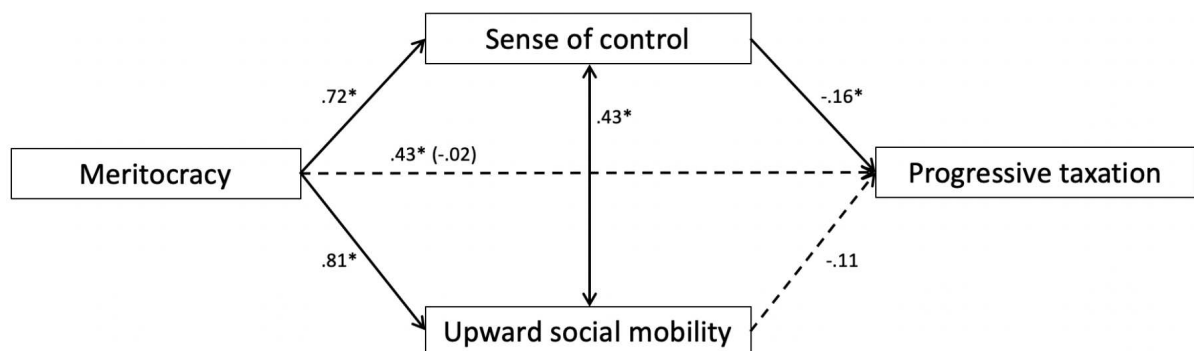 Sense of control
.72*
-.16*
.43*
.43* (-.02)
Meritocracy
Progressive taxation
.81*
-.11
Upward social mobility